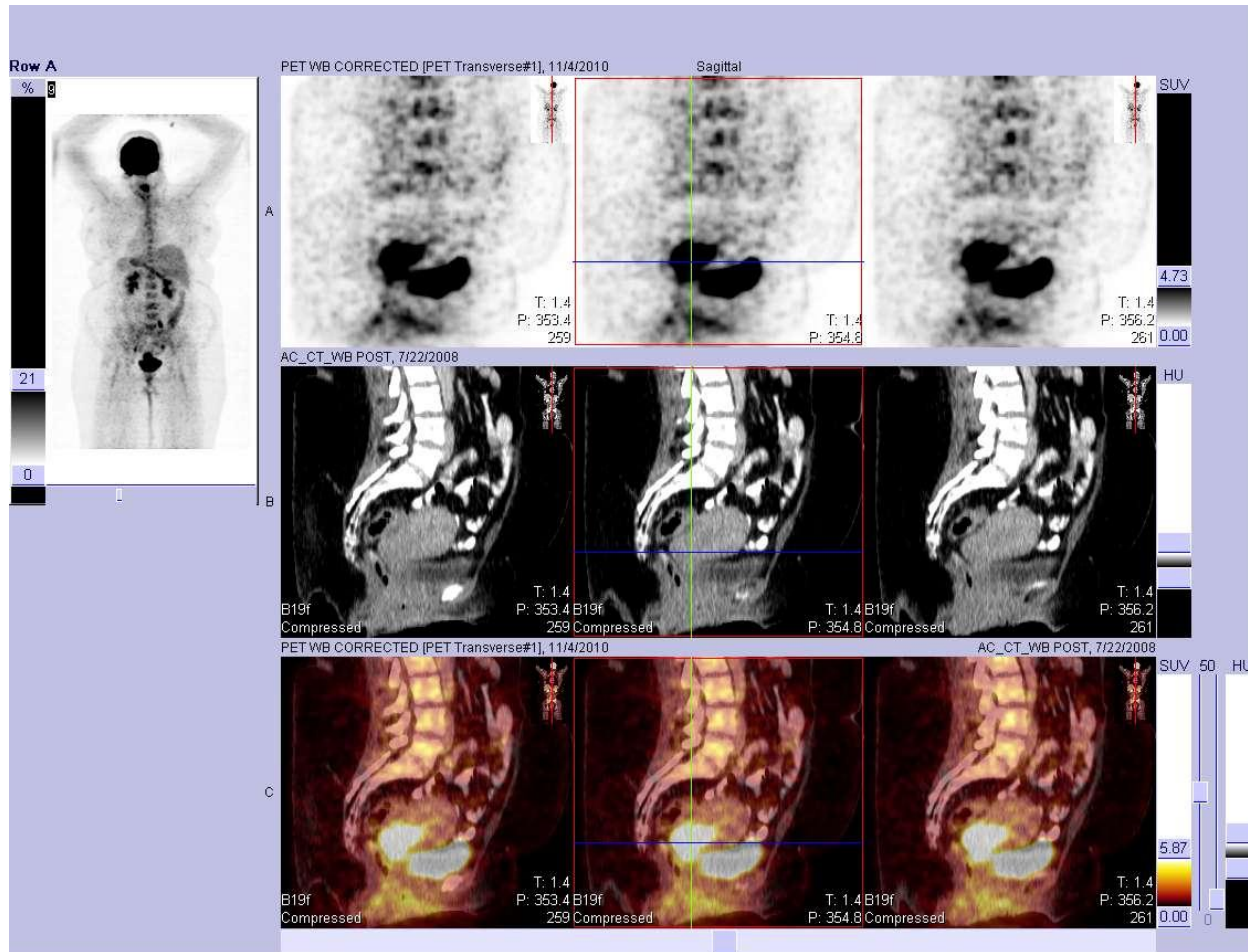 Row A
PET WB CORRECTED [PET Transverse#1], 11/4/2010 Sagittal
%
g
SUV
21
0
A
4.73
0.00
T: 1.4
P: 353.4
259
T: 1.4
P: 354.8
T: 1.4
P: 356.2
261
AC_CT_WB POST, 7/22/2008
HU
B
B19f
Compressed
T: 1.4
P: 353.4
259
B19f
Compressed
T: 1.4
P: 354.8
B19f
Compressed
T: 1.4
P: 356.2
261
PET WB CORRECTED [PET Transverse#1], 11/4/2010 AC_CT_WB POST, 7/22/2008
SUV 50 HU
C
5.87
0.00
0
B19f
Compressed
T: 1.4
P: 353.4
259
B19f
Compressed
T: 1.4
P: 354.8
B19f
Compressed
T: 1.4
P: 356.2
261